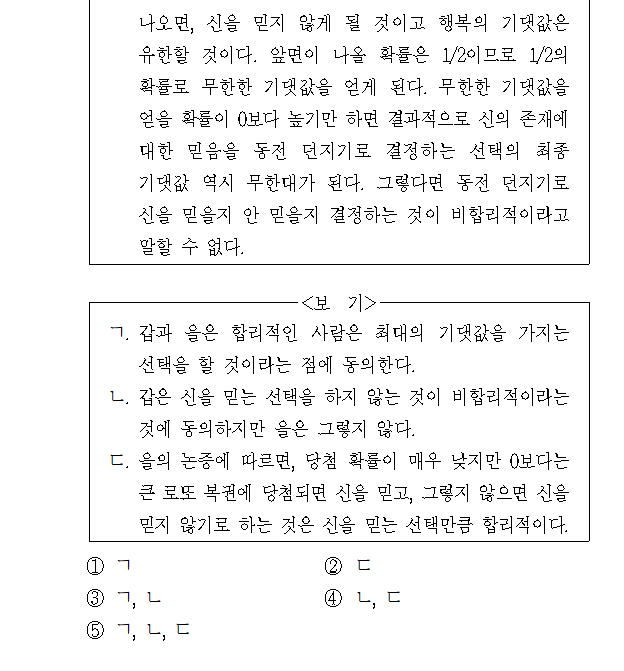 나오면, 신을 믿지 않게 될 것이고 행복의 기댓값은
유한할 것이다. 앞면이 나올 확률은 1/2이므로 1/2의
확률로 무한한 기댓값을 얻게 된다. 무한한 기댓값을
얻을 확률이 0보다 높기만 하면 결과적으로 신의 존재에
대한 믿음을 동전 던지기로 결정하는 선택의 최종
기댓값 역시 무한대가 된다. 그렇다면 동전 던지기로
신을 믿을지 안 믿을지 결정하는 것이 비합리적이라고
말할 수 없다.
<보 기>
ㄱ. 갑과 을은 합리적인 사람은 최대의 기댓값을 가지는
선택을 할 것이라는 점에 동의한다.
ㄴ. 갑은 신을 믿는 선택을 하지 않는 것이 비합리적이라는
것에 동의하지만 을은 그렇지 않다.
ㄷ. 을의 논증에 따르면, 당첨 확률이 매우 낮지만 0보다는
큰 로또 복권에 당첨되면 신을 믿고, 그렇지 않으면 신을
믿지 않기로 하는 것은 신을 믿는 선택만큼 합리적이다.
① ㄱ ② ㄷ
③ ㄱ, ㄴ ④ ㄴ, ㄷ
⑤ ㄱ, ㄴ, ㄷ